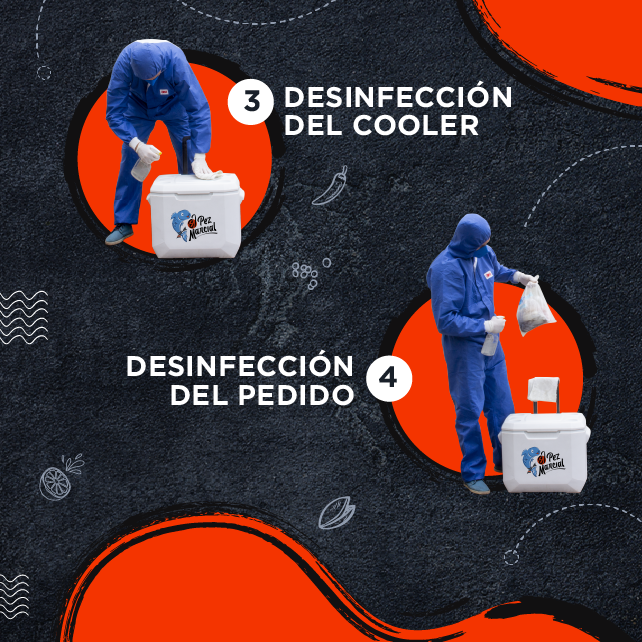 3
DESINFECCIÓN
DEL COOLER
Pez
Marcial
DESINFECCIÓN
DEL PEDIDO
4
Pez
Marcial